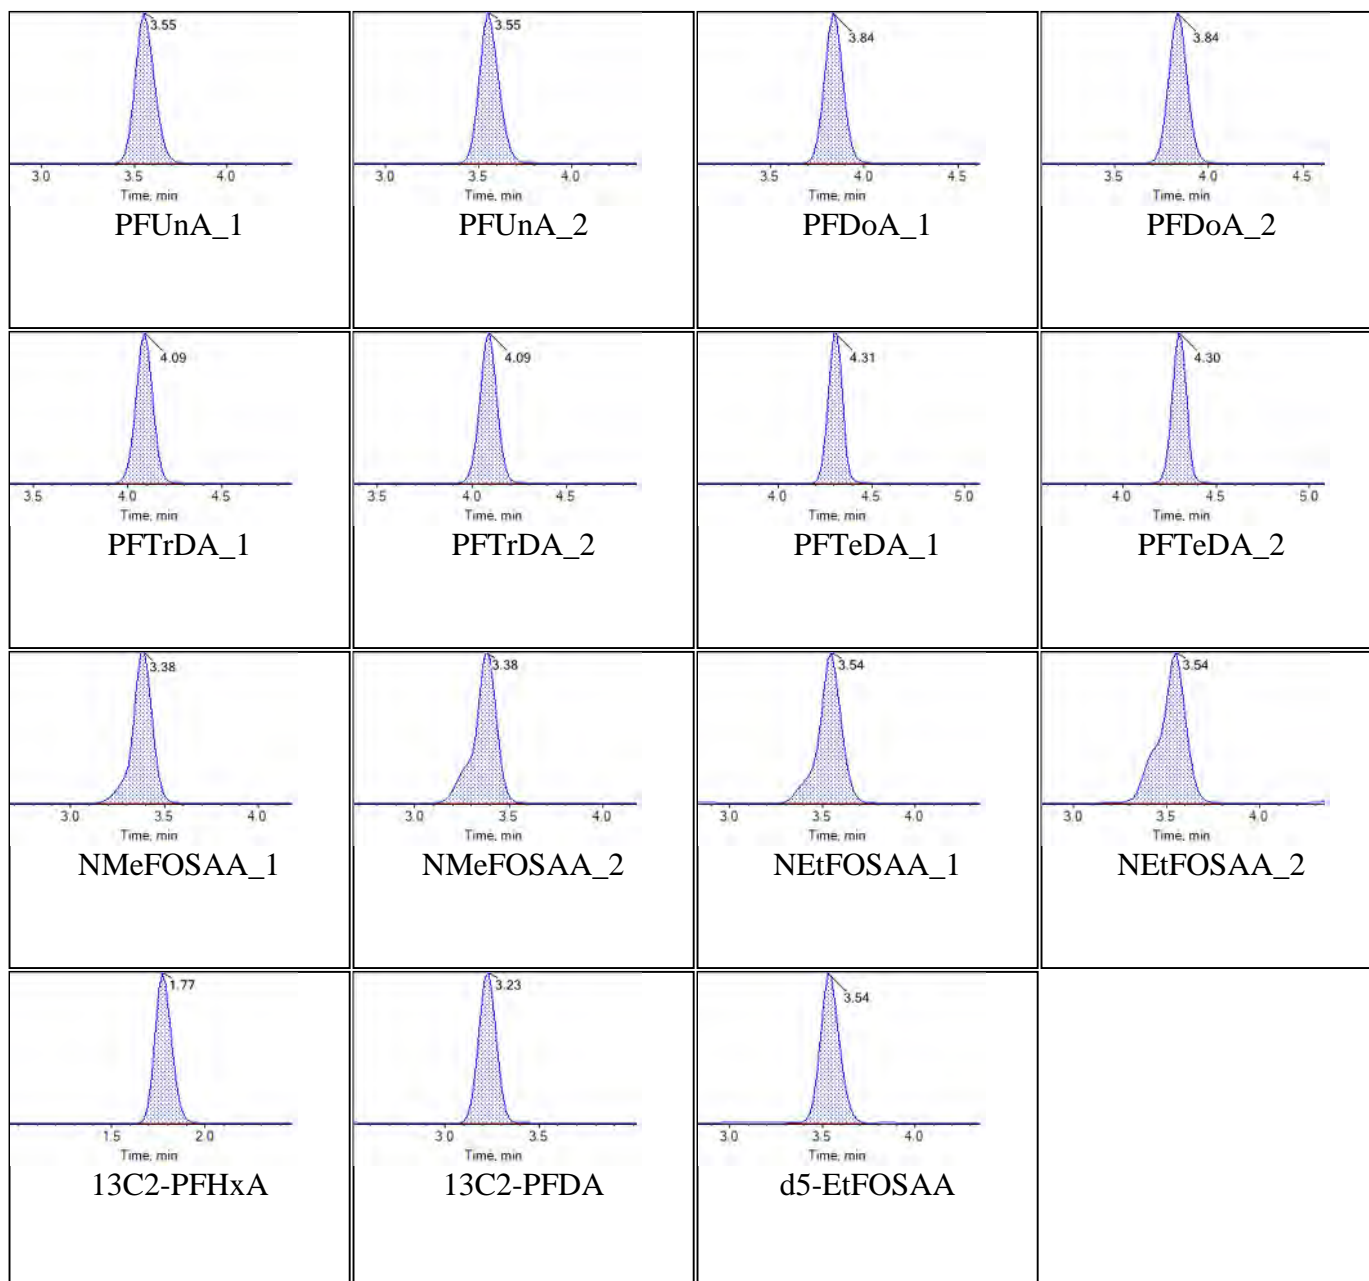 3.55
3.0 3.5 4.0
Time, min
PFUnA_1
3.55
3.0 3.5 4.0
Time, min
PFUnA_2
3.84
3.5 4.0 4.5
Time, min
PFDoA_1
3.84
3.5 4.0 4.5
Time, min
PFDoA_2
4.09
3.5 4.0 4.5
Time, min
PFTrDA_1
4.09
3.5 4.0 4.5
Time, min
PFTrDA_2
4.31
4.0 4.5 5.0
Time, min
PFTeDA_1
4.30
4.0 4.5 5.0
Time, min
PFTeDA_2
3.38
3.0 3.5 4.0
Time, min
NMeFOSAA_1
3.38
3.0 3.5 4.0
Time, min
NMeFOSAA_2
3.54
3.0 3.5 4.0
Time, min
NEtFOSAA_1
3.54
3.0 3.5 4.0
Time, min
NEtFOSAA_2
1.77
1.5 2.0
Time, min
13C2-PFHxA
3.23
3.0 3.5
Time, min
13C2-PFDA
3.54
3.0 3.5 4.0
Time, min
d5-EtFOSAA